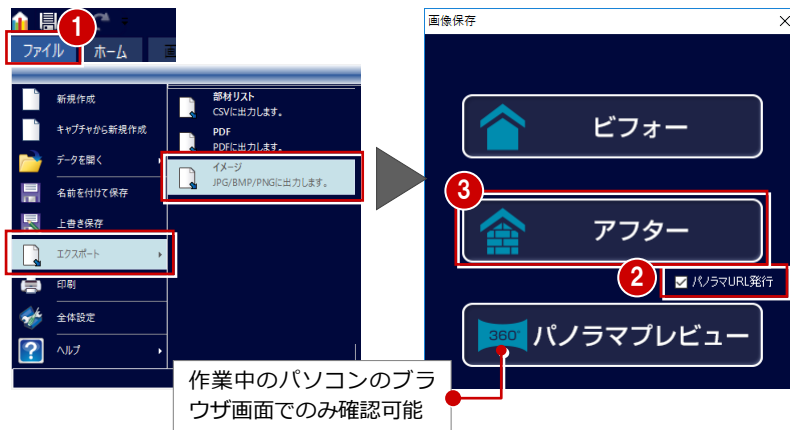 1
ファイル
ホーム
新規作成
キャプチャから新規作成
データを開く
名前を付けて保存
上書き保存
エクスポート
印刷
全体設定
ヘルプ
部材リスト
CSVに出力します。
PDF
PDFに出力します。
イメージ
JPG/BMP/PNGに出力します。
画像保存
ビフォー
3
アフター
2
パノラマURL発行
360°
パノラマプレビュー
作業中のパソコンのブラ
ウザ画面でのみ確認可能